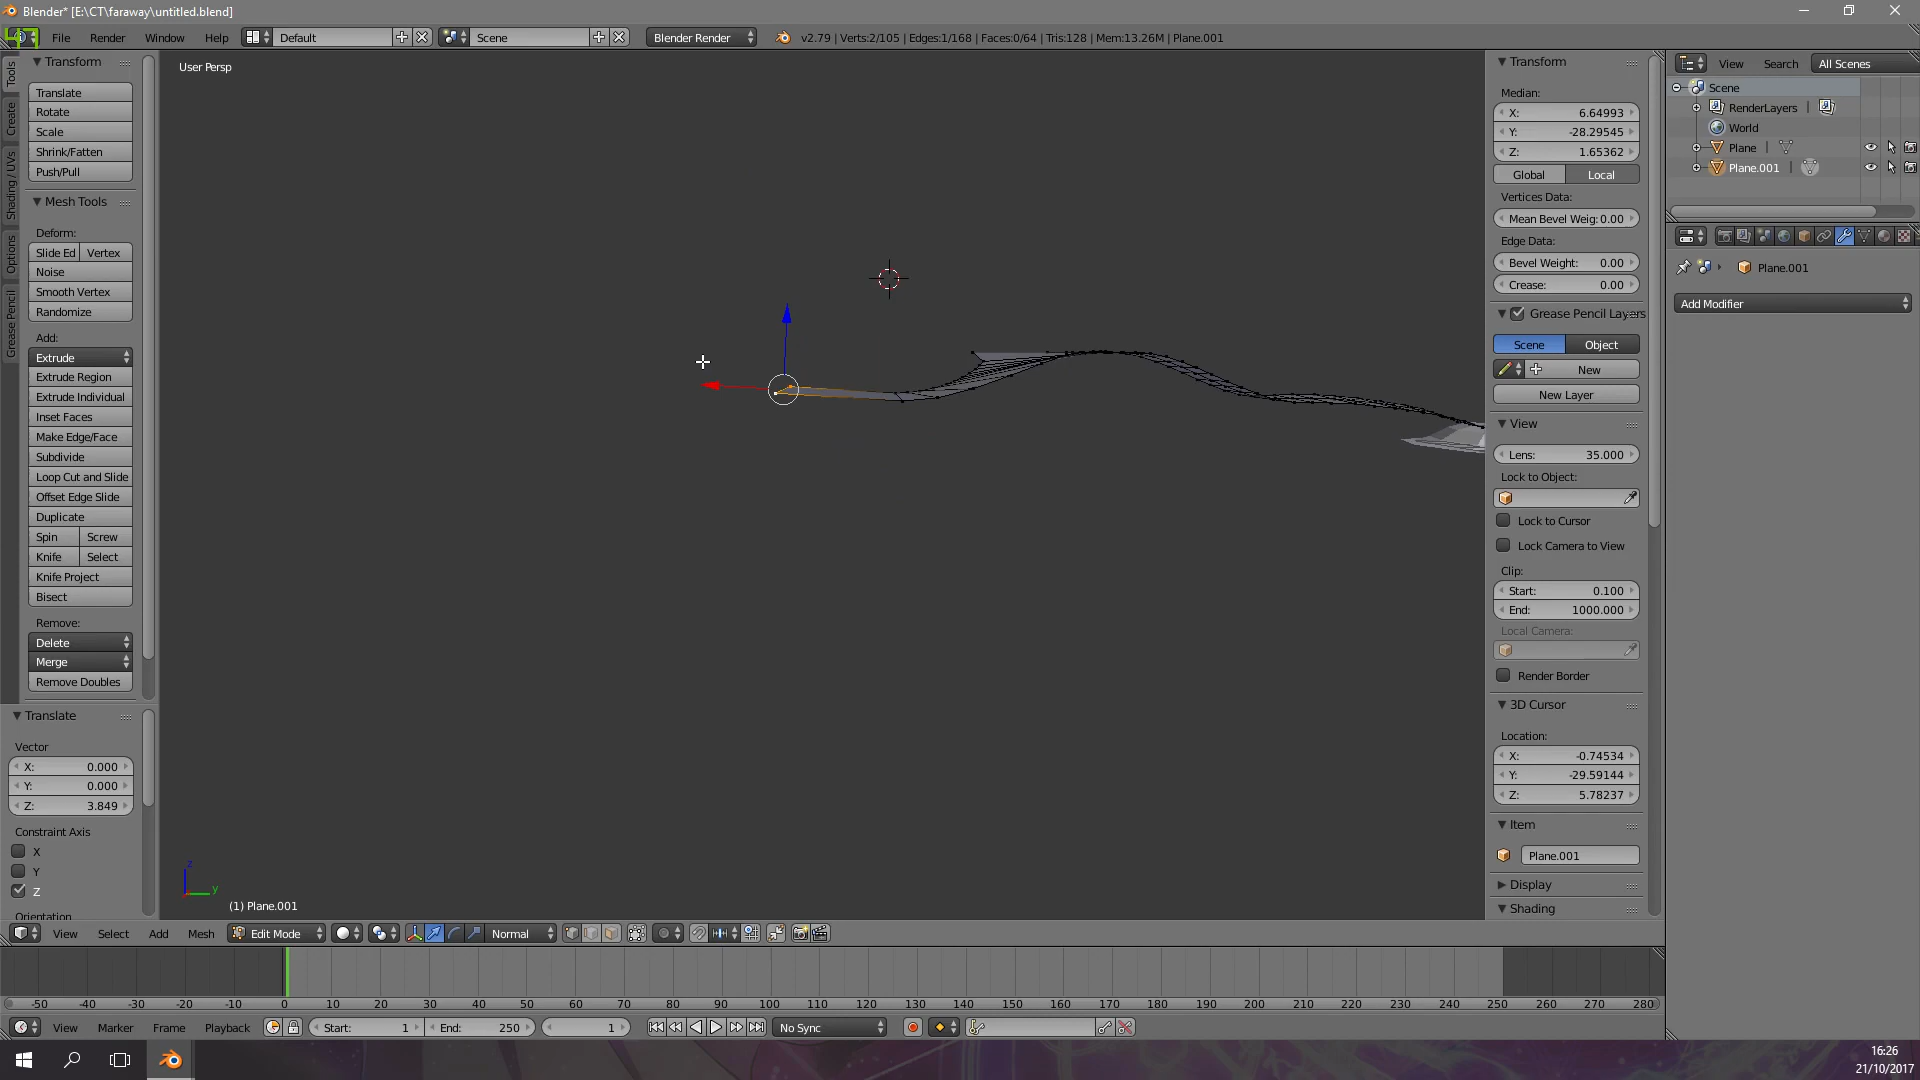 Blender* [E:\CT\faraway\untitled.blend]
47
File Render Window Help Default Scene Blender Render v2.79 | Verts:2/105 | Edges:1/168 | Faces:0/64 | Tris:128 | Mem:13.26M | Plane.001
Tools
Create
Shading / UVs
Options
Grease Pencil
Transform
Translate
Rotate
Scale
Shrink/Fatten
Push/Pull
Mesh Tools
Deform:
Slide Ed Vertex
Noise
Smooth Vertex
Randomize
Add:
Extrude
Extrude Region
Extrude Individual
Inset Faces
Make Edge/Face
Subdivide
Loop Cut and Slide
Offset Edge Slide
Duplicate
Spin Screw
Knife Select
Knife Project
Bisect
Remove:
Delete
Merge
Remove Doubles
Translate
Vector
X: 0.000
Y: 0.000
Z: 3.849
Constraint Axis
X
Y
Z
Orientation
User Persp
z
y
(1) Plane.001
Transform
Median:
X: 6.64993
Y: -28.29545
Z: 1.65362
Global Local
Vertices Data:
Mean Bevel Weig: 0.00
Edge Data:
Bevel Weight: 0.00
Crease: 0.00
Grease Pencil Layers
Scene Object
New
New Layer
View
Lens: 35.000
Lock to Object:
Lock to Cursor
Lock Camera to View
Clip:
Start: 0.100
End: 1000.000
Local Camera:
Render Border
3D Cursor
Location:
X: -0.74534
Y: -29.59144
Z: 5.78237
Item
Plane.001
Display
Shading
View Search All Scenes
Scene
RenderLayers |
World
Plane |
Plane.001 |
Plane.001
Add Modifier
View Select Add Mesh Edit Mode Normal
-50 -40 -30 -20 -10 0 10 20 30 40 50 60 70 80 90 100 110 120 130 140 150 160 170 180 190 200 210 220 230 240 250 260 270 280
View Marker Frame Playback Start: 1 End: 250 1 No Sync
16:26
21/10/2017